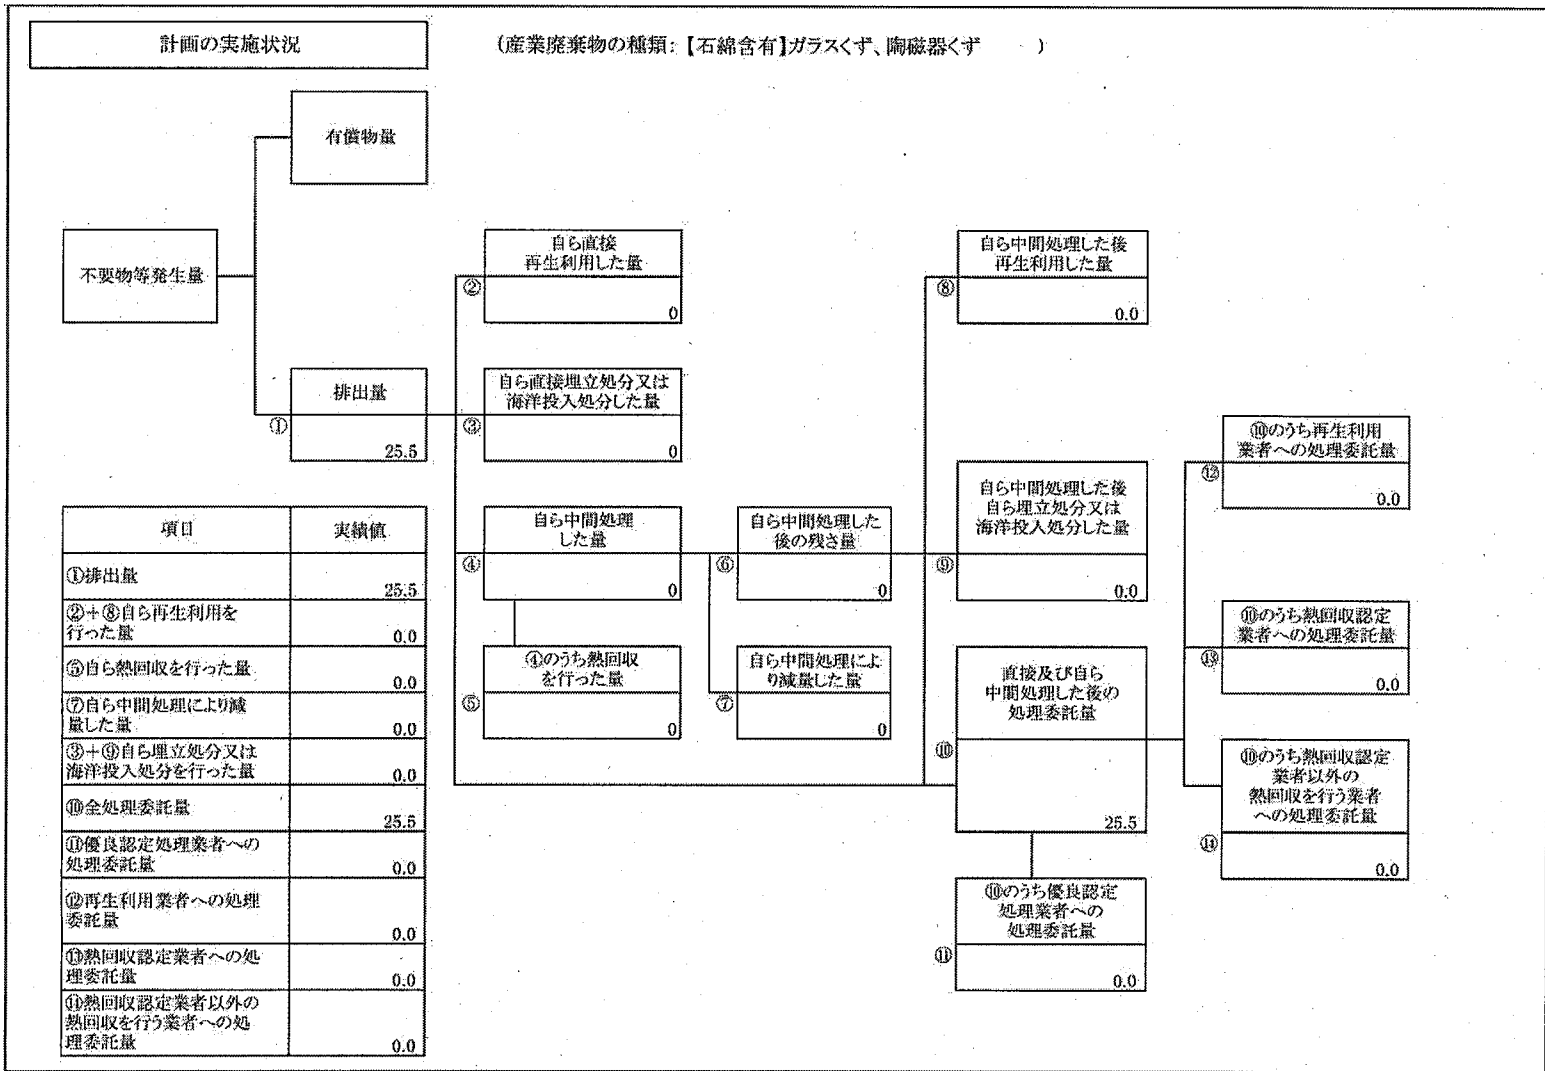 計画の実施状況
(産業廃棄物の種類:【石綿含有】ガラスくず、陶磁器くず )
有償物量
不要物等発生量
排出量
①
25.5
自ら直接
再生利用した量
②
0
自ら直接埋立処分又は
海洋投入処分した量
③
0
自ら中間処理
した量
④
0
④のうち熱回収
を行った量
⑤
0
自ら中間処理した
後の残さ量
⑥
0
自ら中間処理によ
り減量した量
⑦
0
自ら中間処理した後
再生利用した量
⑧
0.0
自ら中間処理した後
自ら埋立処分又は
海洋投入処分した量
⑨
0.0
直接及び自ら
中間処理した後の
処理委託量
⑩
25.5
⑩のうち優良認定
処理業者への
処理委託量
⑪
0.0
⑩のうち再生利用
業者への処理委託量
⑫
0.0
⑩のうち熱回収認定
業者への処理委託量
⑬
0.0
⑩のうち熱回収認定
業者以外の
熱回収を行う業者
への処理委託量
⑭
0.0
項目 実績値
①排出量 25.5
②+⑧自ら再生利用を
行った量 0.0
⑤自ら熱回収を行った量 0.0
⑦自ら中間処理により減
量した量 0.0
③+⑨自ら埋立処分又は
海洋投入処分を行った量 0.0
⑩全処理委託量 25.5
⑪優良認定処理業者への
処理委託量 0.0
⑫再生利用業者への処理
委託量 0.0
⑬熱回収認定業者への処
理委託量 0.0
⑭熱回収認定業者以外の
熱回収を行う業者への処
理委託量 0.0